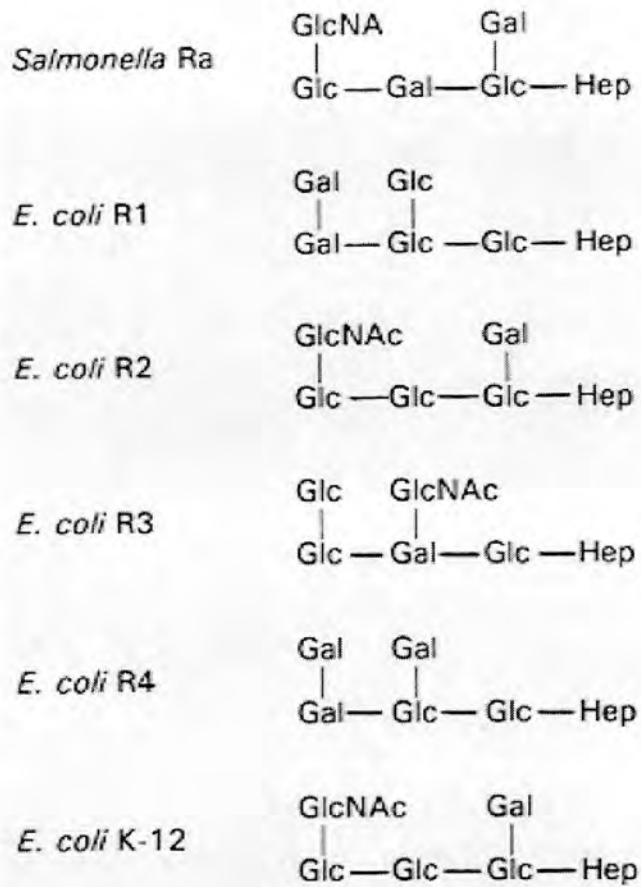 GlcNA Gal
Salmonella Ra
Glc — Gal — Glc — Hep
Gal Glc
E. coli R1
Gal — Glc — Glc — Hep
GlcNAc Gal
E. coli R2
Glc — Glc — Glc — Hep
Glc GlcNAc
E. coli R3
Glc — Gal — Glc — Hep
Gal Gal
E. coli R4
Gal — Glc — Glc — Hep
GlcNAc Gal
E. coli K-12
Glc — Glc — Glc — Hep